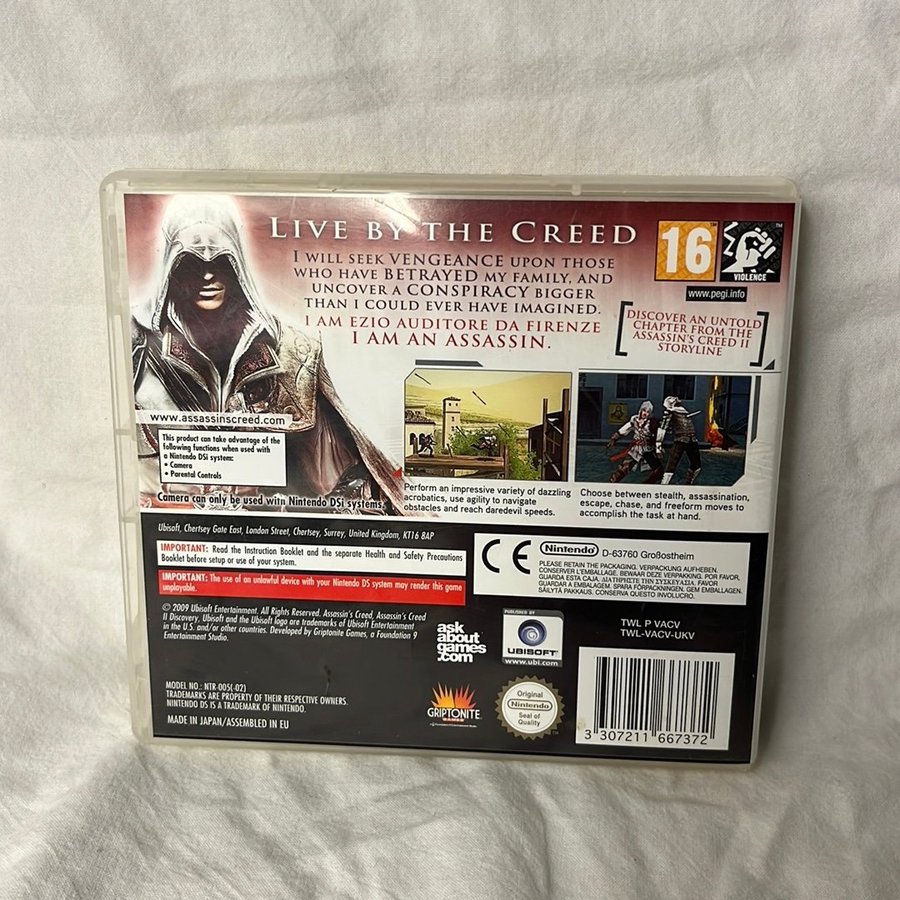 LIVE BY THE CREED
I WILL SEEK VENGEANCE UPON THOSE
WHO HAVE BETRAYED MY FAMILY, AND
UNCOVER A CONSPIRACY BIGGER
THAN I COULD EVER HAVE IMAGINED.
I AM EZIO AUDITORE DA FIRENZE
I AM AN ASSASSIN.
16
VIOLENCE
www.pegi.info
DISCOVER AN UNTOLD
CHAPTER FROM THE
ASSASSIN'S CREED II
STORYLINE
www.assassinscreed.com
This product can take advantage of the
following functions when used with
a Nintendo DSi system:
• Camera
• Parental Controls
Camera can only be used with Nintendo DSi systems.
Perform an impressive variety of dazzling
acrobatics, use agility to navigate
obstacles and reach daredevil speeds.
Choose between stealth, assassination,
escape, chase, and freeform moves to
accomplish the task at hand.
Ubisoft, Chertsey Gate East, London Street, Chertsey, Surrey, United Kingdom, KT16 8AP
IMPORTANT: Read the Instruction Booklet and the separate Health and Safety Precautions
Booklet before setup or use of your system.
IMPORTANT: The use of an unlawful device with your Nintendo DS system may render this game
unplayable.
CE
Nintendo D-63760 Großostheim
PLEASE RETAIN THE PACKAGING. VERPACKUNG AUFHEBEN.
CONSERVER L'EMBALLAGE. BEWAAR DEZE VERPAKKING. POR FAVOR,
GUARDA ESTA CAJA. ΔΙΑΤΗΡΗΣΤΕ ΤΗΝ ΣΥΣΚΕΥΑΣΙΑ. FAVOR
GUARDAR A EMBALAGEM. SPARA FÖRPACKNINGEN. GEM EMBALLAGEN.
SÄILYTÄ PAKKAUS. CONSERVA QUESTO INVOLUCRO.
© 2009 Ubisoft Entertainment. All Rights Reserved. Assassin's Creed, Assassin's Creed
II Discovery, Ubisoft and the Ubisoft logo are trademarks of Ubisoft Entertainment
in the U.S. and/or other countries. Developed by Griptonite Games, a Foundation 9
Entertainment Studio.
ask
about
games
.com
PUBLISHED BY
UBISOFT
www.ubi.com
TWL P VACV
TWL-VACV-UKV
MODEL NO.: NTR-005(-02)
TRADEMARKS ARE PROPERTY OF THEIR RESPECTIVE OWNERS.
NINTENDO DS IS A TRADEMARK OF NINTENDO.
MADE IN JAPAN/ASSEMBLED IN EU
GRIPTONITE
GAMES
Original
Nintendo
Seal of
Quality
3 307211 667372